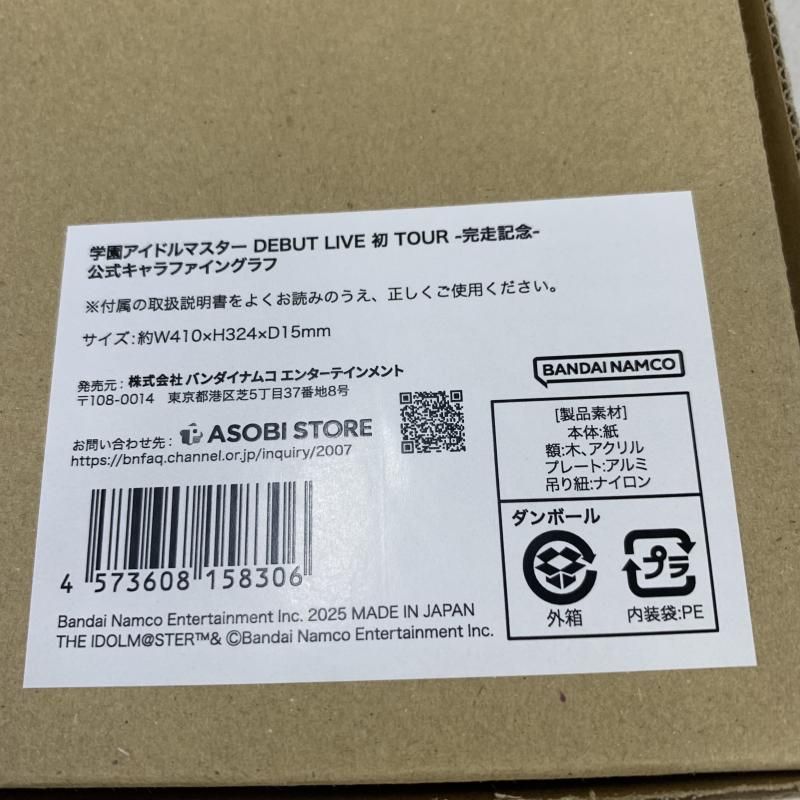 学園アイドルマスター DEBUT LIVE 初 TOUR -完走記念-
公式キャラファイングラフ
※付属の取扱説明書をよくお読みのうえ、正しくご使用ください。
サイズ:約W410×H324×D15mm
発売元:株式会社 バンダイナムコ エンターテインメント
〒108-0014 東京都港区芝5丁目37番地8号
お問い合わせ先: ASOBI STORE
https://bnfaq.channel.or.jp/inquiry/2007
4 573608 158306
Bandai Namco Entertainment Inc. 2025 MADE IN JAPAN
THE IDOLM@STER™& ©Bandai Namco Entertainment Inc.
BANDAI NAMCO
[製品素材]
本体:紙
額:木、アクリル
プレート:アルミ
吊り紐:ナイロン
ダンボール
プラ
外箱
内装袋:PE